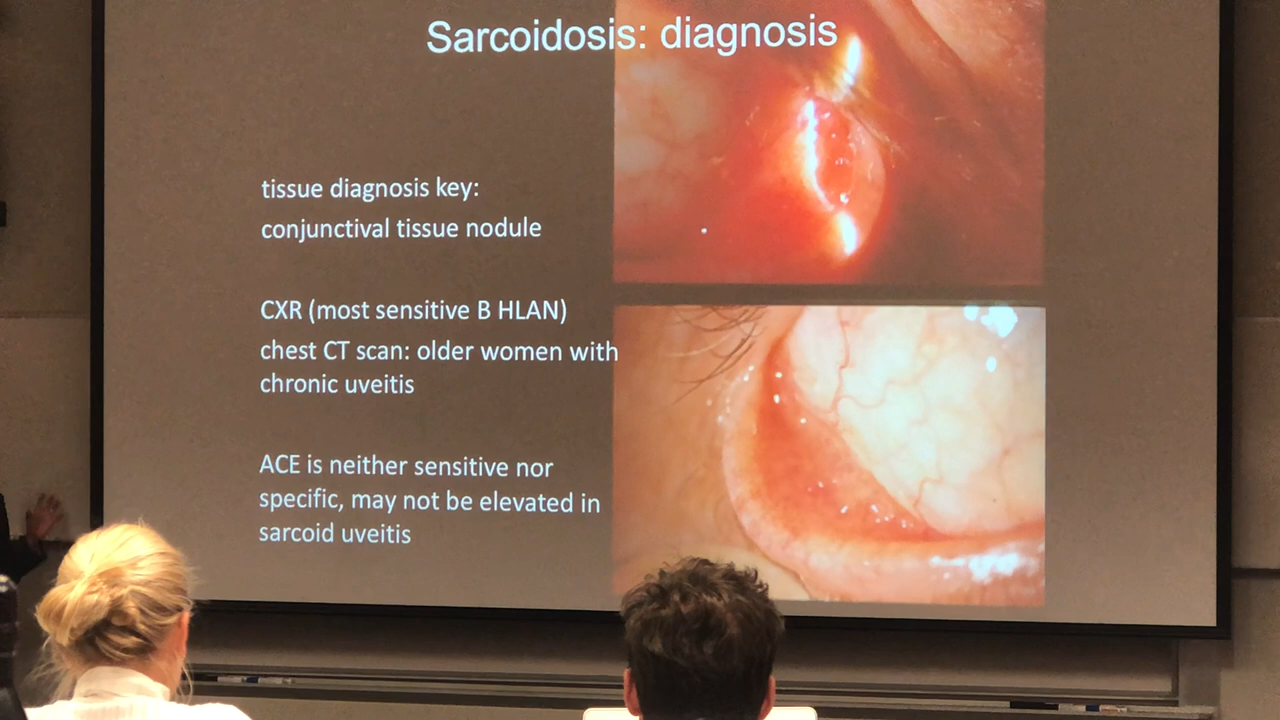 Sarcoidosis: diagnosis
tissue diagnosis key:
conjunctival tissue nodule
CXR (most sensitive B HLAN)
chest CT scan: older women with
chronic uveitis
ACE is neither sensitive nor
specific, may not be elevated in
sarcoid uveitis